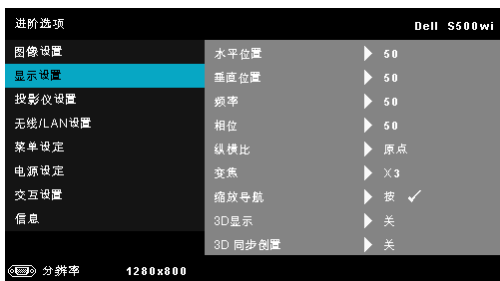 进阶选项 Dell S500wi
图像设置
显示设置
投影仪设置
无线/LAN设置
菜单设定
电源设定
交互设置
信息
水平位置 50
垂直位置 50
频率 50
相位 50
纵横比 原点
变焦 X3
缩放导航 按 ✓
3D显示 关
3D 同步倒置 关
分辨率 1280x800